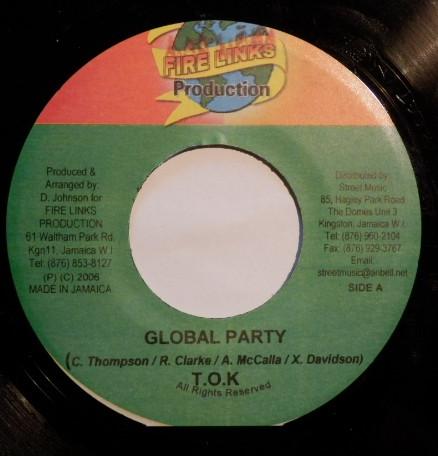 FIRE LINKS
Production
Produced &
Arranged by:
D. Johnson for
FIRE LINKS
PRODUCTION
61 Waltham Park Rd.
Kgn11, Jamaica W.I.
Tel: (876) 853-8127
(P) (C) 2006
MADE IN JAMAICA
Distributed by:
Street Music
85, Hagley Park Road
The Domes Unit 3
Kingston, Jamaica W.I.
Tel: (876) 960-2104
Fax: (876) 929-3767
Email:
streetmusic@anbell.net
SIDE A
GLOBAL PARTY
(C. Thompson / R. Clarke / A. McCalla / X. Davidson)
T.O.K
All Rights Reserved